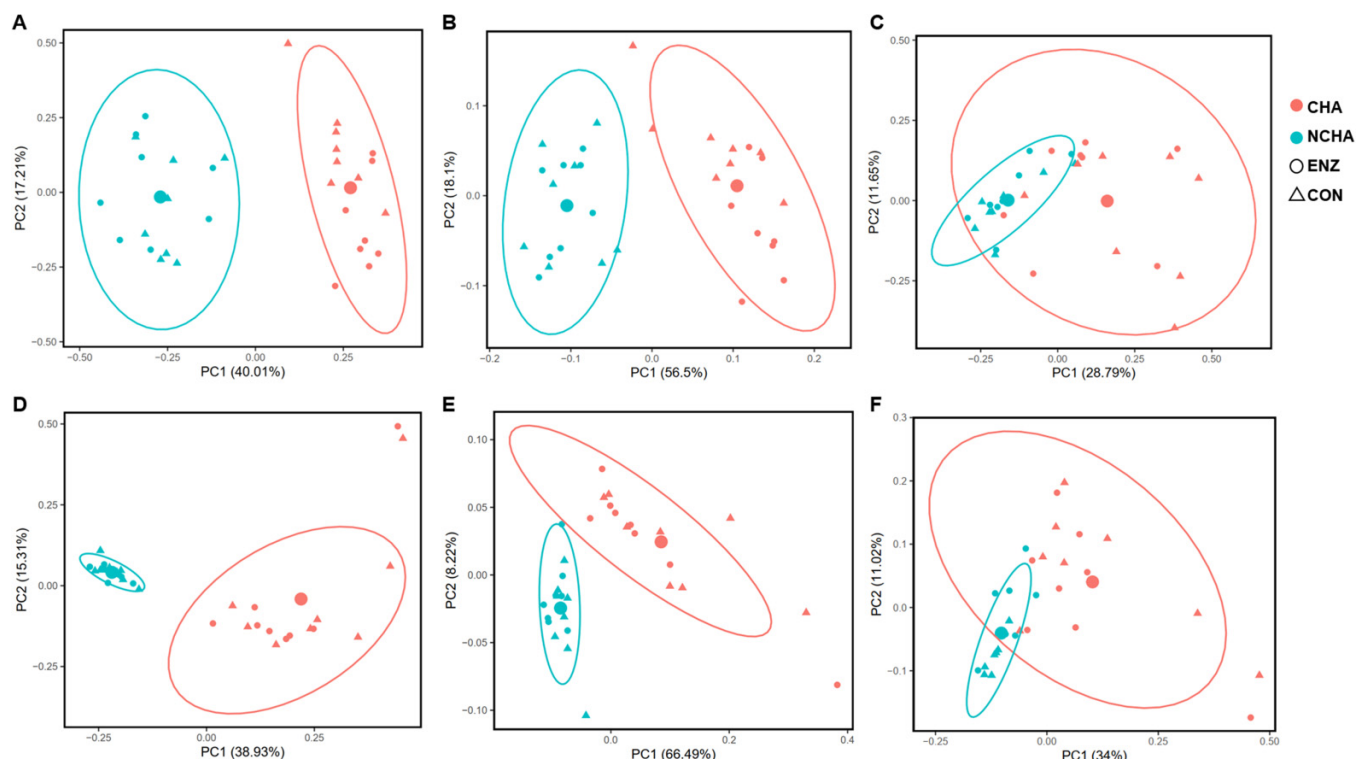 A
B
C
0.50
0.25
0.00
−0.25
−0.50
PC2 (17.21%)
−0.50
−0.25
0.00
0.25
PC1 (40.01%)
0.1
0.0
−0.1
PC2 (18.1%)
−0.2
−0.1
0.0
0.1
0.2
PC1 (56.5%)
0.50
0.25
0.00
−0.25
PC2 (11.65%)
−0.25
0.00
0.25
0.50
PC1 (28.79%)
CHA
NCHA
ENZ
CON
D
E
F
0.50
0.25
0.00
−0.25
PC2 (15.31%)
−0.25
0.00
0.25
PC1 (38.93%)
0.10
0.05
0.00
−0.05
−0.10
PC2 (8.22%)
0.0
0.2
0.4
PC1 (66.49%)
0.3
0.2
0.1
0.0
−0.1
PC2 (11.02%)
−0.25
0.00
0.25
0.50
PC1 (34%)